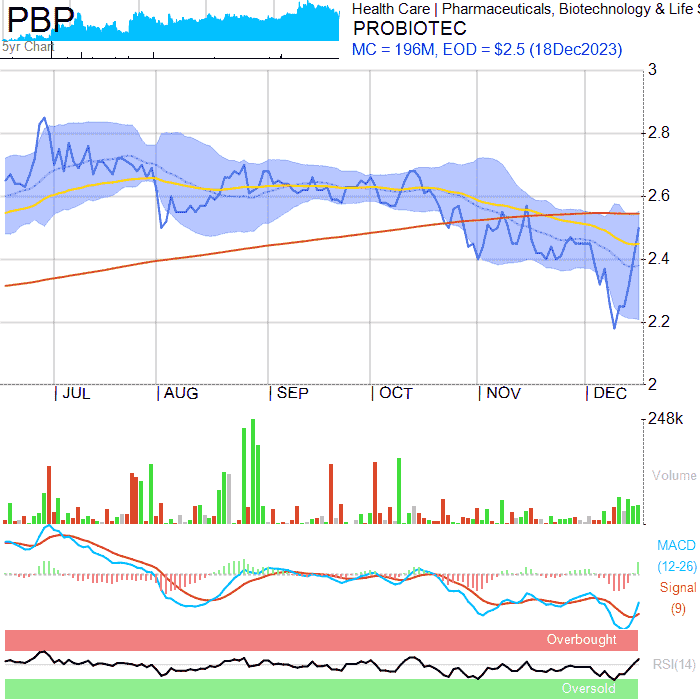 PBP
5yr Chart
Health Care | Pharmaceuticals, Biotechnology & Life S
PROBIOTEC
MC = 196M, EOD = $2.5 (18Dec2023)
3
2.8
2.6
2.4
2.2
2
JUL AUG SEP OCT NOV DEC
248k
Volume
MACD
(12-26)
Signal
(9)
Overbought
RSI(14)
Oversold